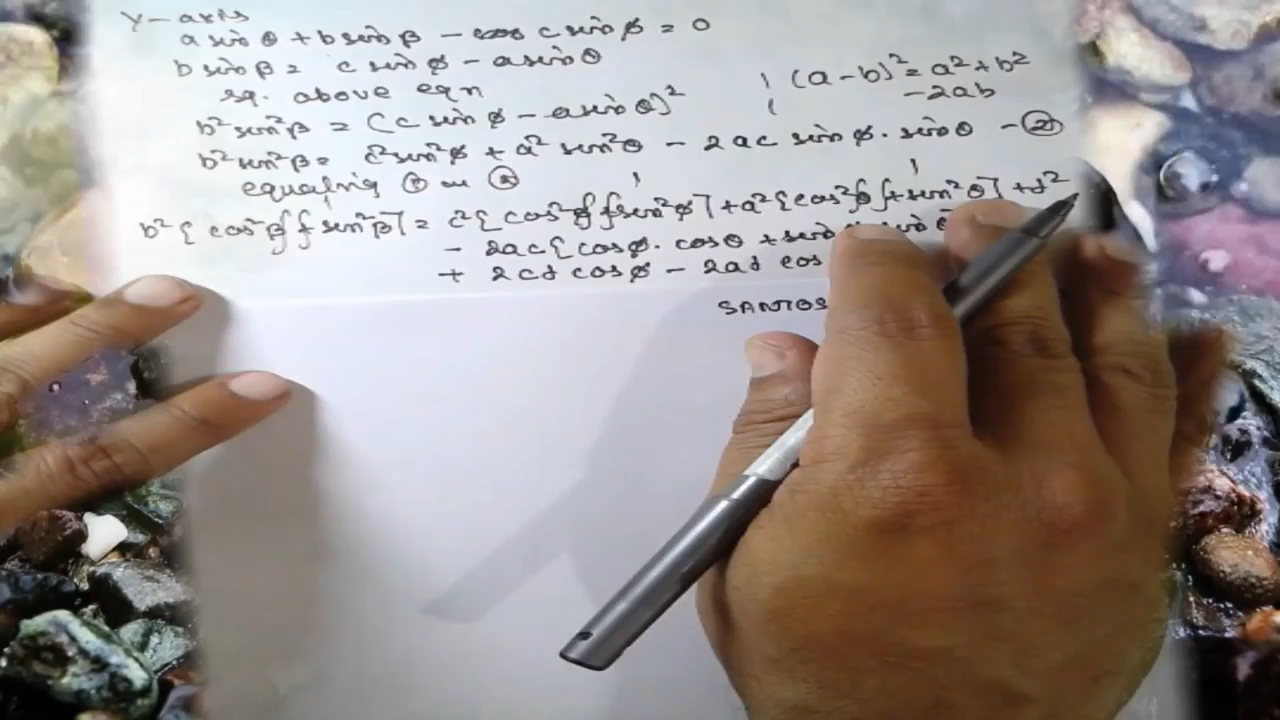 Y-axis
a sin θ + b sin β - c sin φ = 0
b sin β = c sin φ - a sin θ
sq. above eqn
(a-b)² = a² + b²
-2ab
b² sin² β = (c sin φ - a sin θ)²
b² sin² β = c² sin² φ + a² sin² θ - 2ac sin φ . sin θ - ②
equating ① ②
b² { cos² β + sin² β } = c² { cos² φ + sin² φ } + a² { cos² θ + sin² θ } + d²
- 2ac { cos φ . cos θ + sin
+ 2cd cos φ - 2ad cos
SANTOS